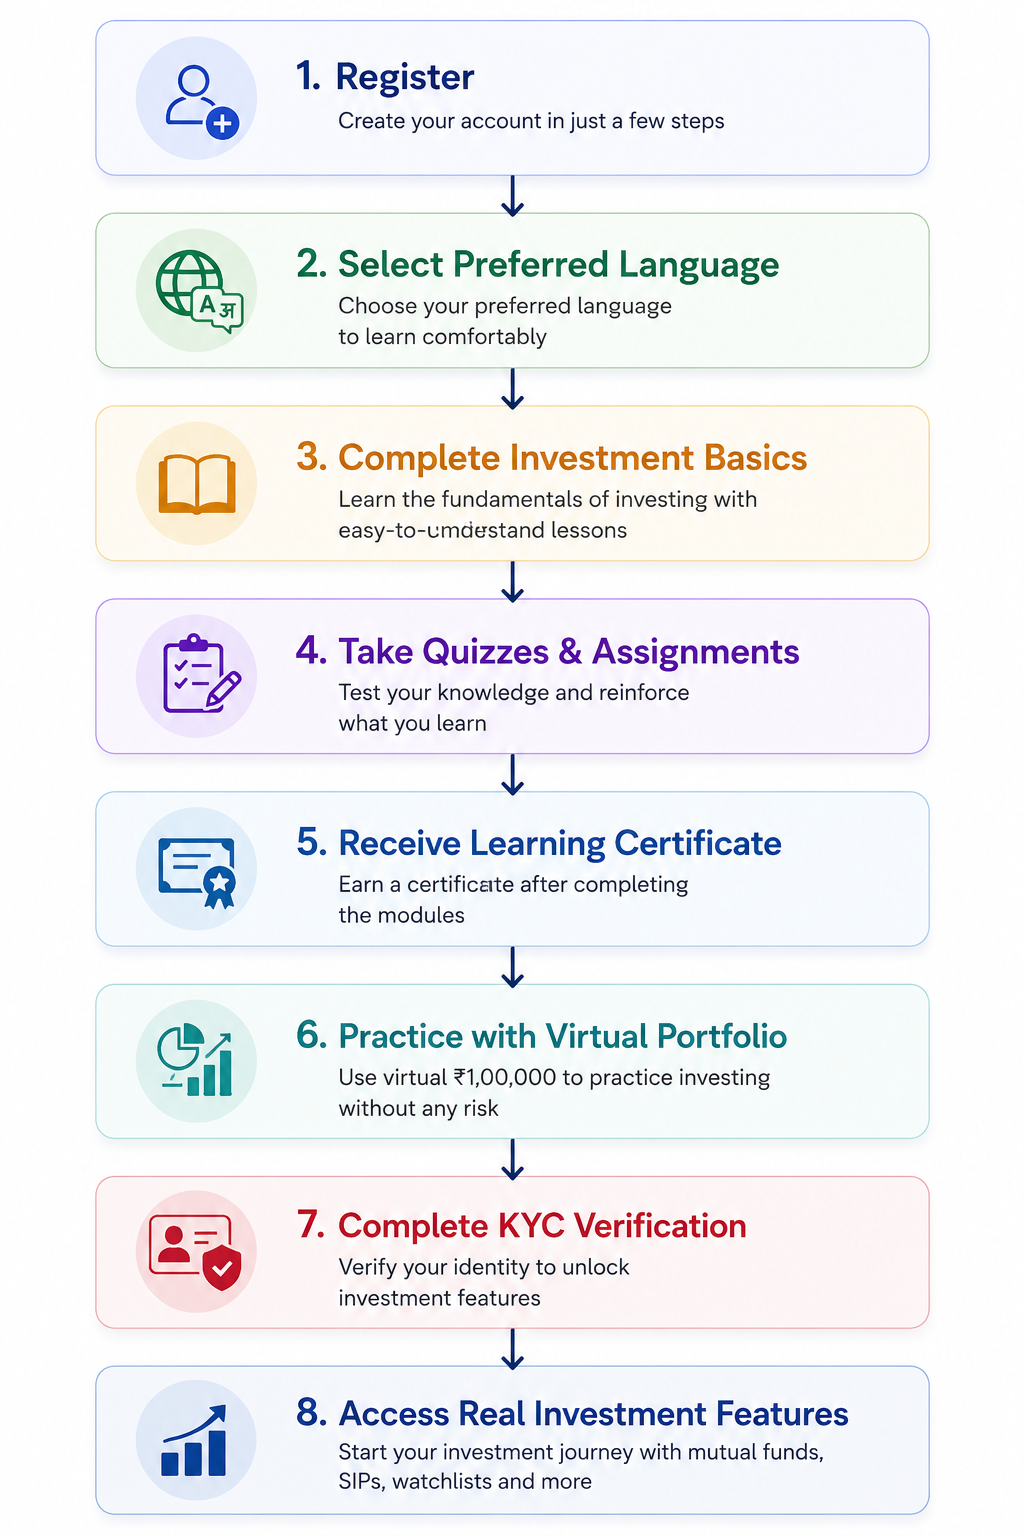 1. Register
Create your account in just a few steps
A अ
2. Select Preferred Language
Choose your preferred language
to learn comfortably
3. Complete Investment Basics
Learn the fundamentals of investing with
lessons
4. Take Quizzes & Assignments
Test your knowledge and reinforce
what you learn
5. Receive Learning Certificate
Earn a certificate after completing
the modules
6. Practice with Virtual Portfolio
Use virtual ₹1,00,000 to practice investing
without any risk
7. Complete KYC Verification
Verify your identity to unlock
investment features
8. Access Real Investment Features
Start your investment journey with mutual funds,
SIPs, watchlists and more